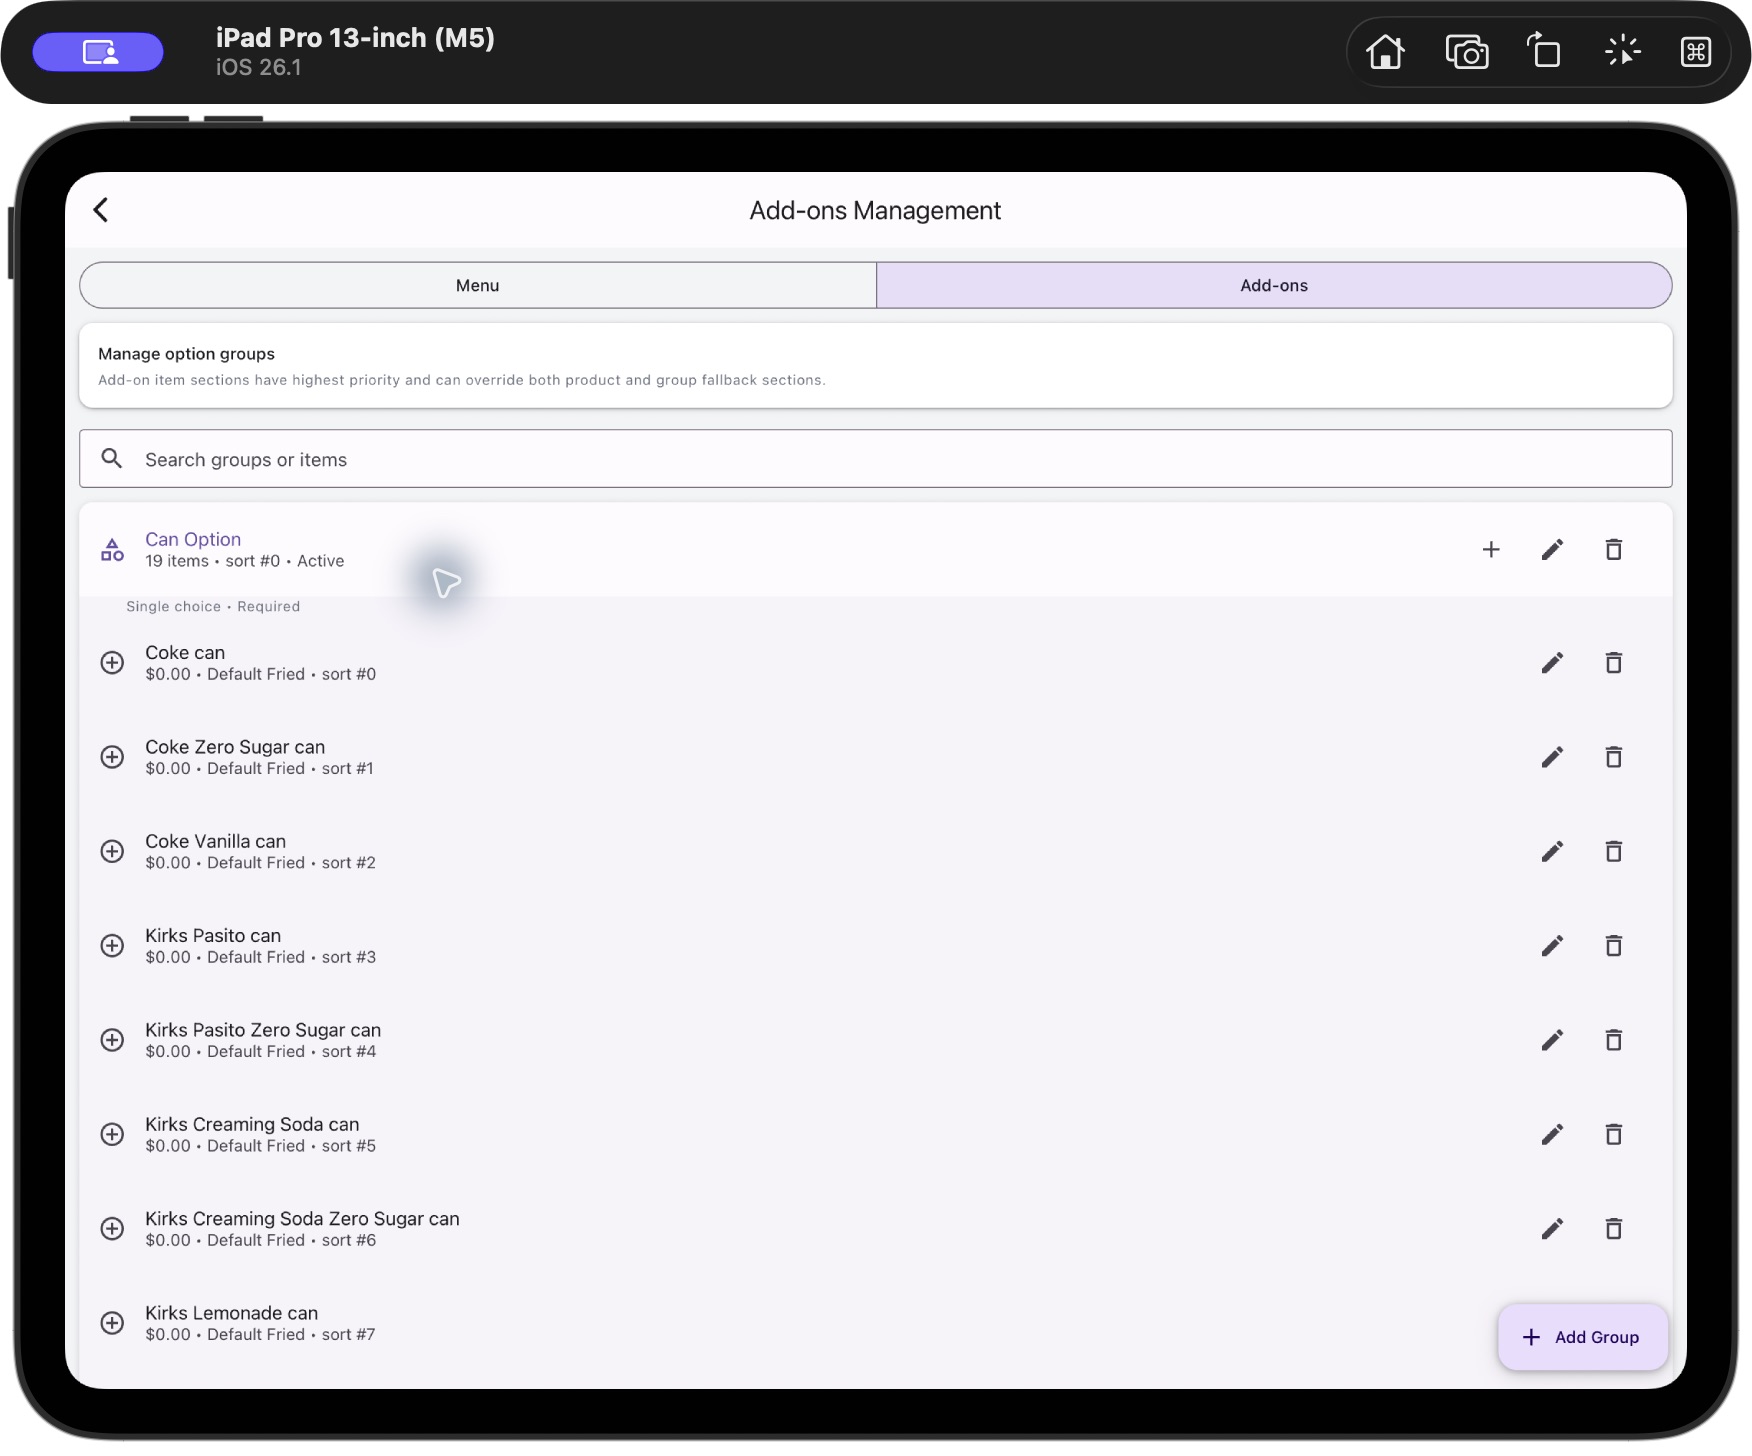 iPad Pro 13-inch (M5)
iOS 26.1
Add-ons Management
Menu
Add-ons
Manage option groups
Add-on item sections have highest priority and can override both product and group fallback sections.
Search groups or items
Can Option
19 items • sort #0 • Active
Single choice • Required
Coke can
$0.00 • Default Fried • sort #0
Coke Zero Sugar can
$0.00 • Default Fried • sort #1
Coke Vanilla can
$0.00 • Default Fried • sort #2
Kirks Pasito can
$0.00 • Default Fried • sort #3
Kirks Pasito Zero Sugar can
$0.00 • Default Fried • sort #4
Kirks Creaming Soda can
$0.00 • Default Fried • sort #5
Kirks Creaming Soda Zero Sugar can
$0.00 • Default Fried • sort #6
Kirks Lemonade can
$0.00 • Default Fried • sort #7
Add Group